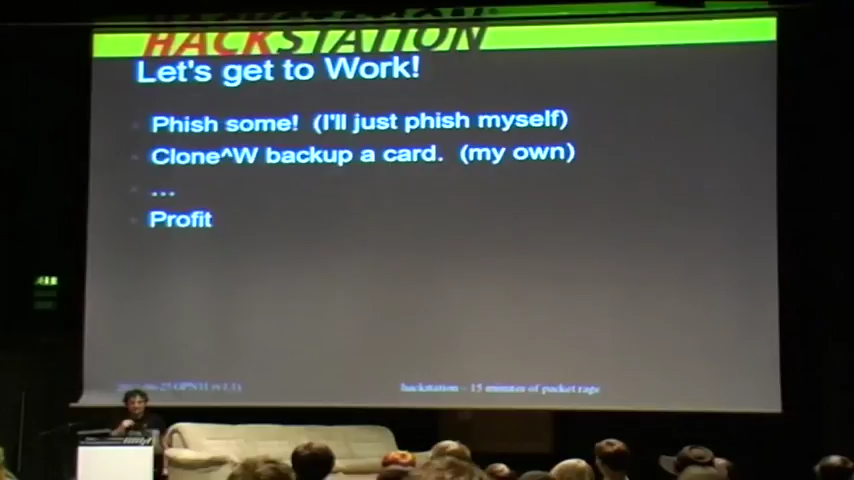 HACKSTATION
Let's get to Work!
Phish some! (I'll just phish myself)
Clone^W backup a card. (my own)
...
Profit
hackstation – 15 minutes of packet rage